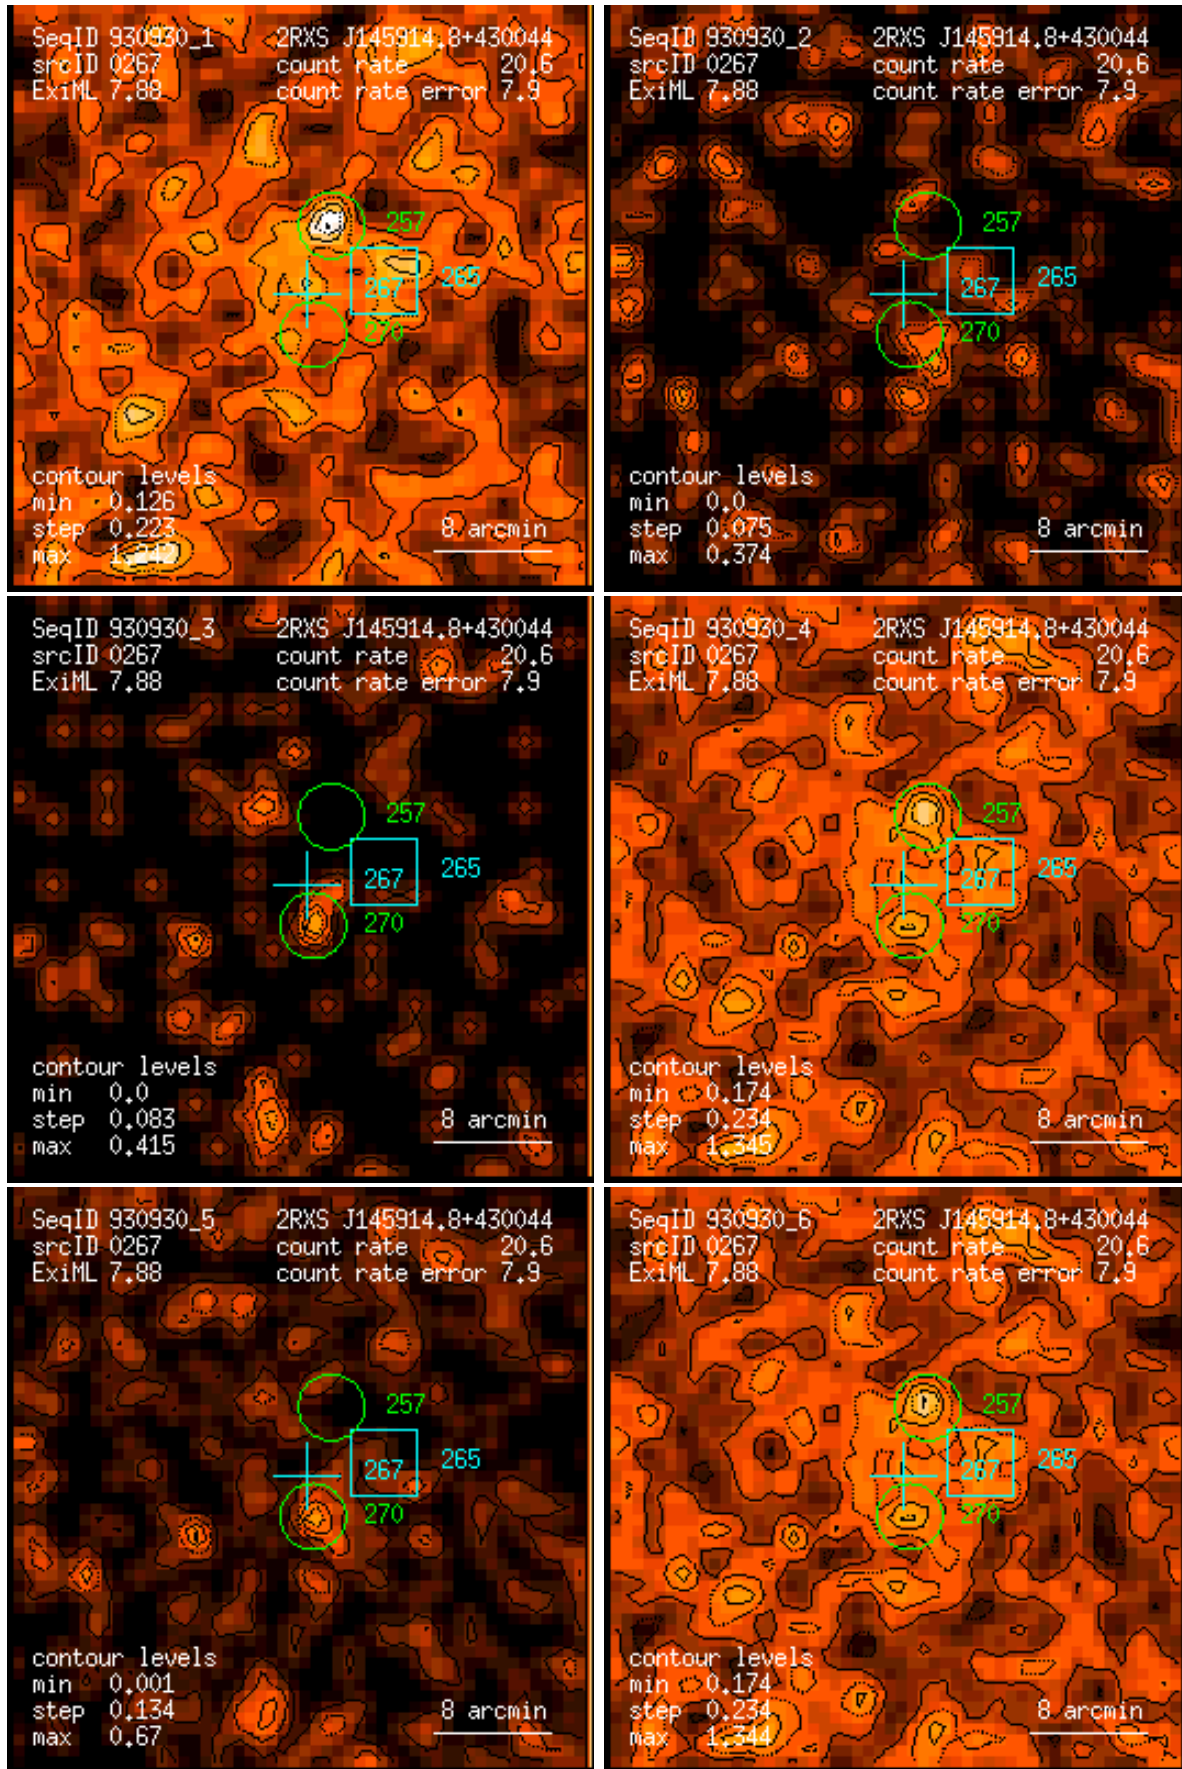 SeqID 930930_1 2RXS J145914.8+430044
srcID 0267 count rate 20.6
ExiML 7.88 count rate error 7.9
257
267 265
270
contour levels
min 0.126
step 0.223 8 arcmin
max 1.242
SeqID 930930_2 2RXS J145914.8+430044
srcID 0267 count rate 20.6
ExiML 7.88 count rate error 7.9
257
267 265
270
contour levels
min 0.0
step 0.075 8 arcmin
max 0.374
SeqID 930930_3 2RXS J145914.8+430044
srcID 0267 count rate 20.6
ExiML 7.88 count rate error 7.9
257
267 265
270
contour levels
min 0.0
step 0.083 8 arcmin
max 0.415
SeqID 930930_4 2RXS J145914.8+430044
srcID 0267 count rate 20.6
ExiML 7.88 count rate error 7.9
257
267 265
270
contour levels
min 0.174
step 0.234 8 arcmin
max 1.345
SeqID 930930_5 2RXS J145914.8+430044
srcID 0267 count rate 20.6
ExiML 7.88 count rate error 7.9
257
267 265
270
contour levels
min 0.001
step 0.134 8 arcmin
max 0.67
SeqID 930930_6 2RXS J145914.8+430044
srcID 0267 count rate 20.6
ExiML 7.88 count rate error 7.9
257
267 265
270
contour levels
min 0.174
step 0.234 8 arcmin
max 1.344